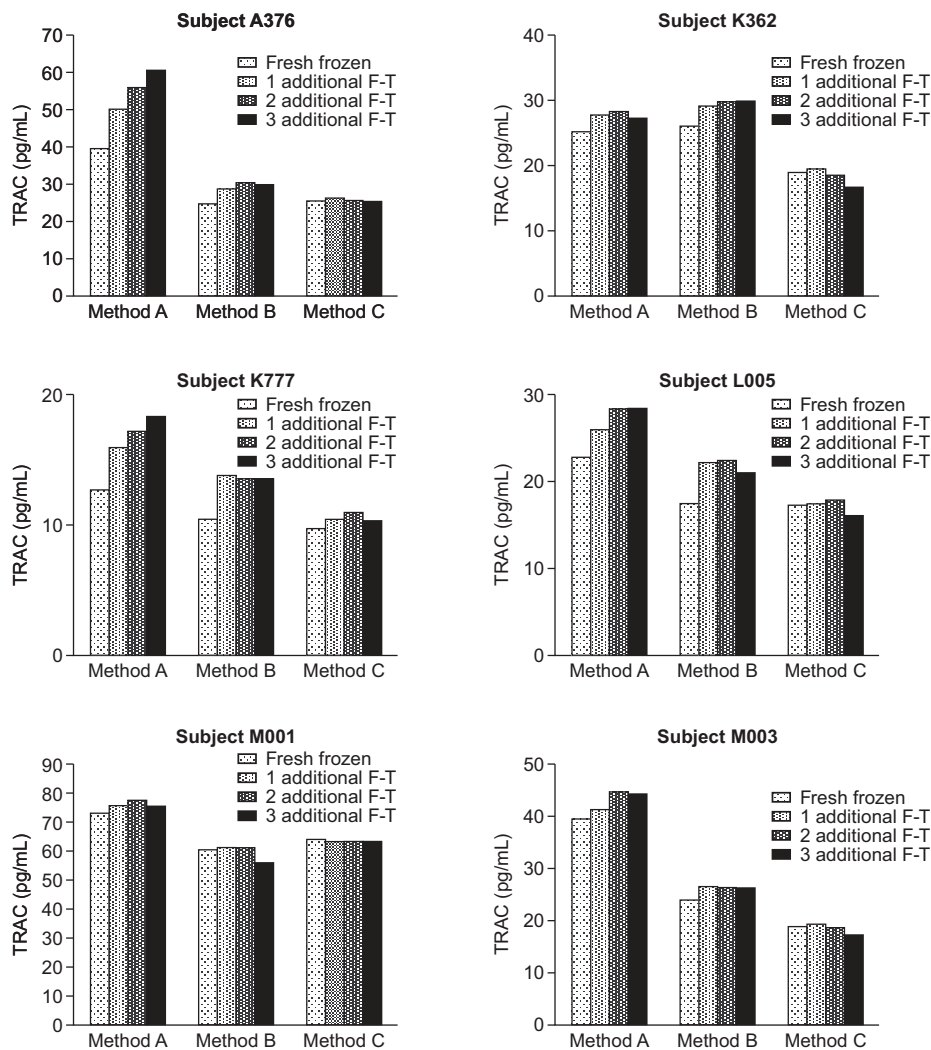 Subject A376
TRAC (pg/mL)
70
60
50
40
30
20
10
0
Fresh frozen
1 additional F-T
2 additional F-T
3 additional F-T
Method A Method B Method C
Subject K362
TRAC (pg/mL)
40
30
20
10
0
Fresh frozen
1 additional F-T
2 additional F-T
3 additional F-T
Method A Method B Method C
Subject K777
TRAC (pg/mL)
20
10
0
Fresh frozen
1 additional F-T
2 additional F-T
3 additional F-T
Method A Method B Method C
Subject L005
TRAC (pg/mL)
30
20
10
0
Fresh frozen
1 additional F-T
2 additional F-T
3 additional F-T
Method A Method B Method C
Subject M001
TRAC (pg/mL)
90
80
70
60
50
40
30
20
10
0
Fresh frozen
1 additional F-T
2 additional F-T
3 additional F-T
Method A Method B Method C
Subject M003
TRAC (pg/mL)
50
40
30
20
10
0
Fresh frozen
1 additional F-T
2 additional F-T
3 additional F-T
Method A Method B Method C